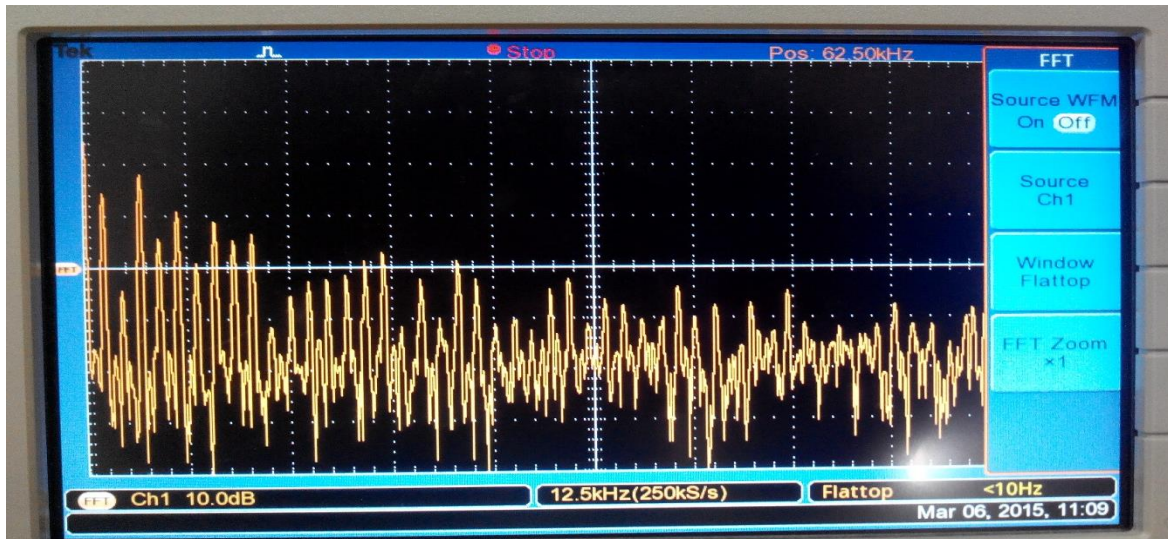 Tek Stop Pos: 62.50kHz
FFT
Source WFM
On Off
Source
Ch1
Window
Flattop
FFT Zoom
×1
FFT
FFT Ch1 10.0dB 12.5kHz(250kS/s) Flattop <10Hz
Mar 06, 2015, 11:09